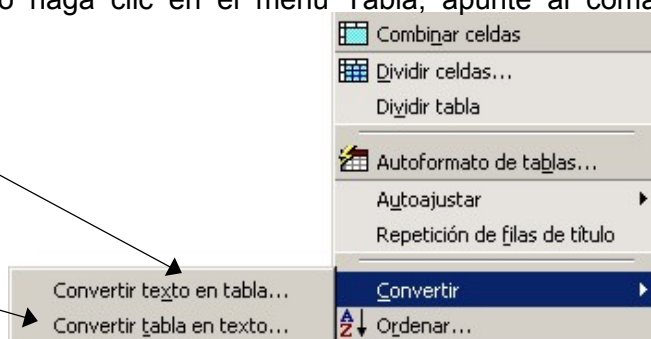 haga clic en el menú Tabla, apunte al
Combinar celdas
Dividir celdas...
Dividir tabla
Autoformato de tablas...
Autoajustar
Repetición de filas de título
Convertir texto en tabla...
Convertir
Convertir tabla en texto...
Ordenar...